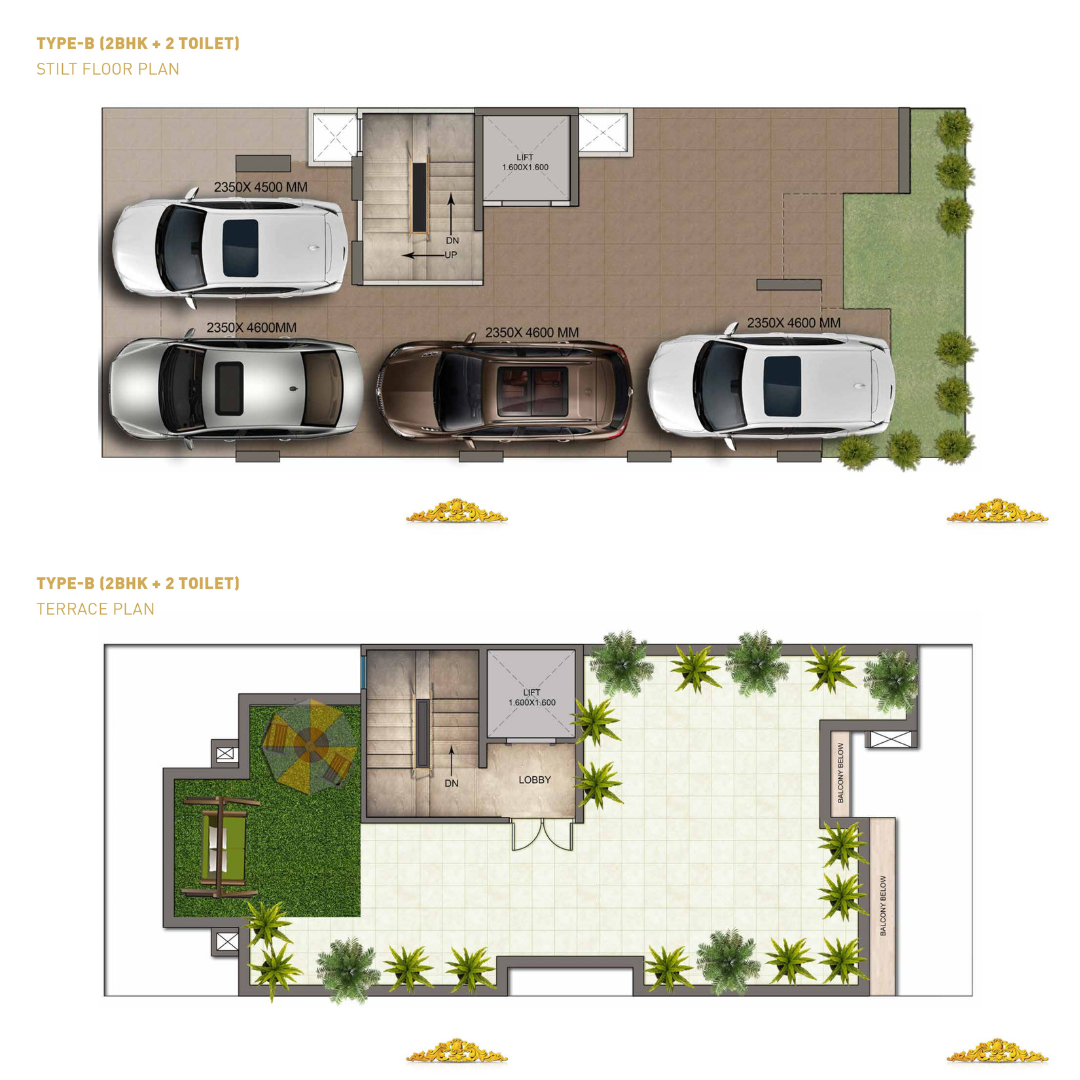 TYPE-B (2BHK + 2 TOILET)
STILT FLOOR PLAN
LIFT
1.600X1.600
2350X 4500 MM
DN
UP
2350X 4600MM
2350X 4600 MM
2350X 4600 MM
TYPE-B (2BHK + 2 TOILET)
TERRACE PLAN
LIFT
1.600X1.600
DN
LOBBY
BALCONY BELOW
BALCONY BELOW